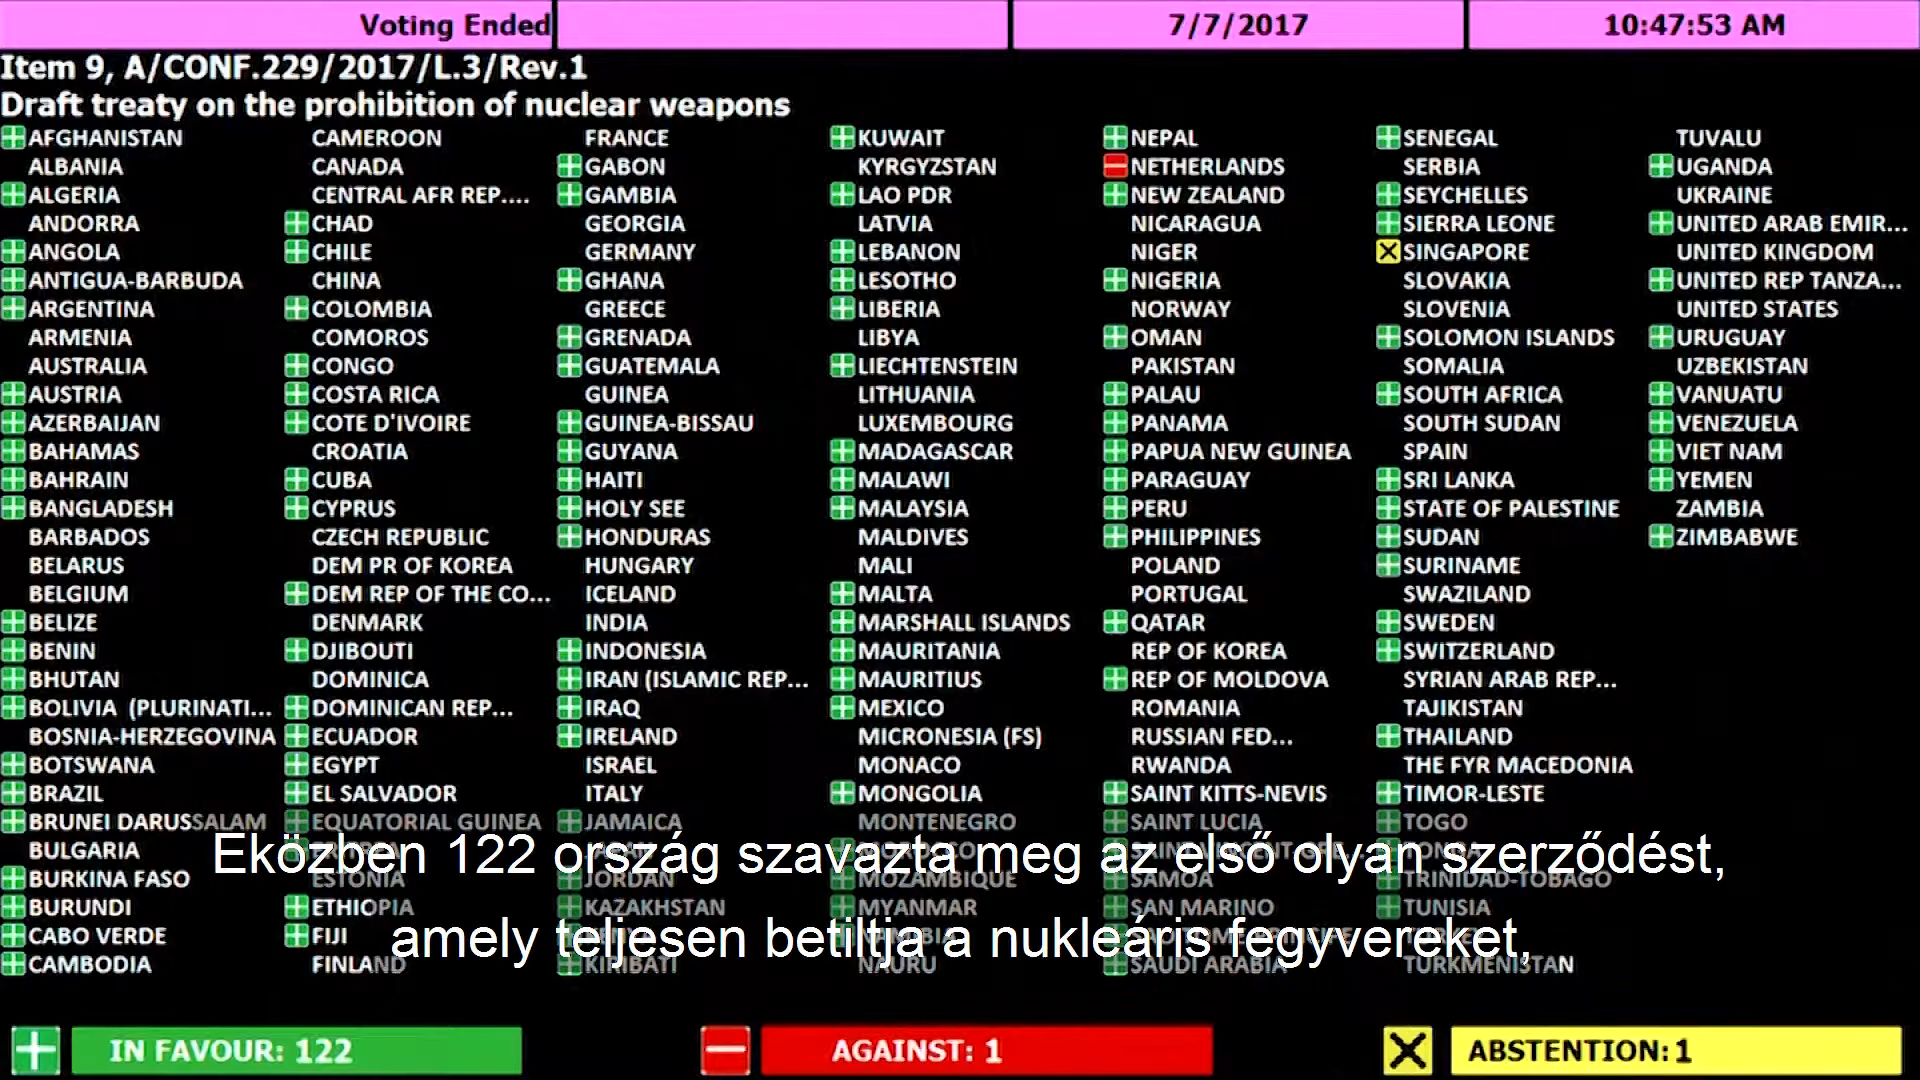 Voting Ended 7/7/2017 10:47:53 AM
Item 9, A/CONF.229/2017/L.3/Rev.1
Draft treaty on the prohibition of nuclear weapons
AFGHANISTAN CAMEROON FRANCE KUWAIT NEPAL SENEGAL TUVALU
ALBANIA CANADA GABON KYRGYZSTAN NETHERLANDS SERBIA UGANDA
ALGERIA CENTRAL AFR REP.... GAMBIA LAO PDR NEW ZEALAND SEYCHELLES UKRAINE
ANDORRA CHAD GEORGIA LATVIA NICARAGUA SIERRA LEONE UNITED ARAB EMIR...
ANGOLA CHILE GERMANY LEBANON NIGER SINGAPORE UNITED KINGDOM
ANTIGUA-BARBUDA CHINA GHANA LESOTHO NIGERIA SLOVAKIA UNITED REP TANZA...
ARGENTINA COLOMBIA GREECE LIBERIA NORWAY SLOVENIA UNITED STATES
ARMENIA COMOROS GRENADA LIBYA OMAN SOLOMON ISLANDS URUGUAY
AUSTRALIA CONGO GUATEMALA LIECHTENSTEIN PAKISTAN SOMALIA UZBEKISTAN
AUSTRIA COSTA RICA GUINEA LITHUANIA PALAU SOUTH AFRICA VANUATU
AZERBAIJAN COTE D'IVOIRE GUINEA-BISSAU LUXEMBOURG PANAMA SOUTH SUDAN VENEZUELA
BAHAMAS CROATIA GUYANA MADAGASCAR PAPUA NEW GUINEA SPAIN VIET NAM
BAHRAIN CUBA HAITI MALAWI PARAGUAY SRI LANKA YEMEN
BANGLADESH CYPRUS HOLY SEE MALAYSIA PERU STATE OF PALESTINE ZAMBIA
BARBADOS CZECH REPUBLIC HONDURAS MALDIVES PHILIPPINES SUDAN ZIMBABWE
BELARUS DEM PR OF KOREA HUNGARY MALI POLAND SURINAME
BELGIUM DEM REP OF THE CO... ICELAND MALTA PORTUGAL SWAZILAND
BELIZE DENMARK INDIA MARSHALL ISLANDS QATAR SWEDEN
BENIN DJIBOUTI INDONESIA MAURITANIA REP OF KOREA SWITZERLAND
BHUTAN DOMINICA IRAN (ISLAMIC REP... MAURITIUS REP OF MOLDOVA SYRIAN ARAB REP...
BOLIVIA (PLURINATI... DOMINICAN REP... IRAQ MEXICO ROMANIA TAJIKISTAN
BOSNIA-HERZEGOVINA ECUADOR IRELAND MICRONESIA (FS) RUSSIAN FED... THAILAND
BOTSWANA EGYPT ISRAEL MONACO RWANDA THE FYR MACEDONIA
BRAZIL EL SALVADOR ITALY MONGOLIA SAINT KITTS-NEVIS TIMOR-LESTE
BRUNEI DARUSSALAM EQUATORIAL GUINEA JAMAICA MONTENEGRO SAINT LUCIA TOGO
BULGARIA
Eközben 122 ország szavazta meg az első olyan szerződést,
BURKINA FASO ESTONIA JORDAN MOZAMBIQUE SAMOA TRINIDAD-TOBAGO
BURUNDI ETHIOPIA KAZAKHSTAN MYANMAR SAN MARINO TUNISIA
CABO VERDE FIJI
amely teljesen betiltja a nukleáris fegyvereket,
CAMBODIA FINLAND KIRIBATI NAURU SAUDI ARABIA TURKMENISTAN
IN FAVOUR: 122 AGAINST: 1 ABSTENTION: 1